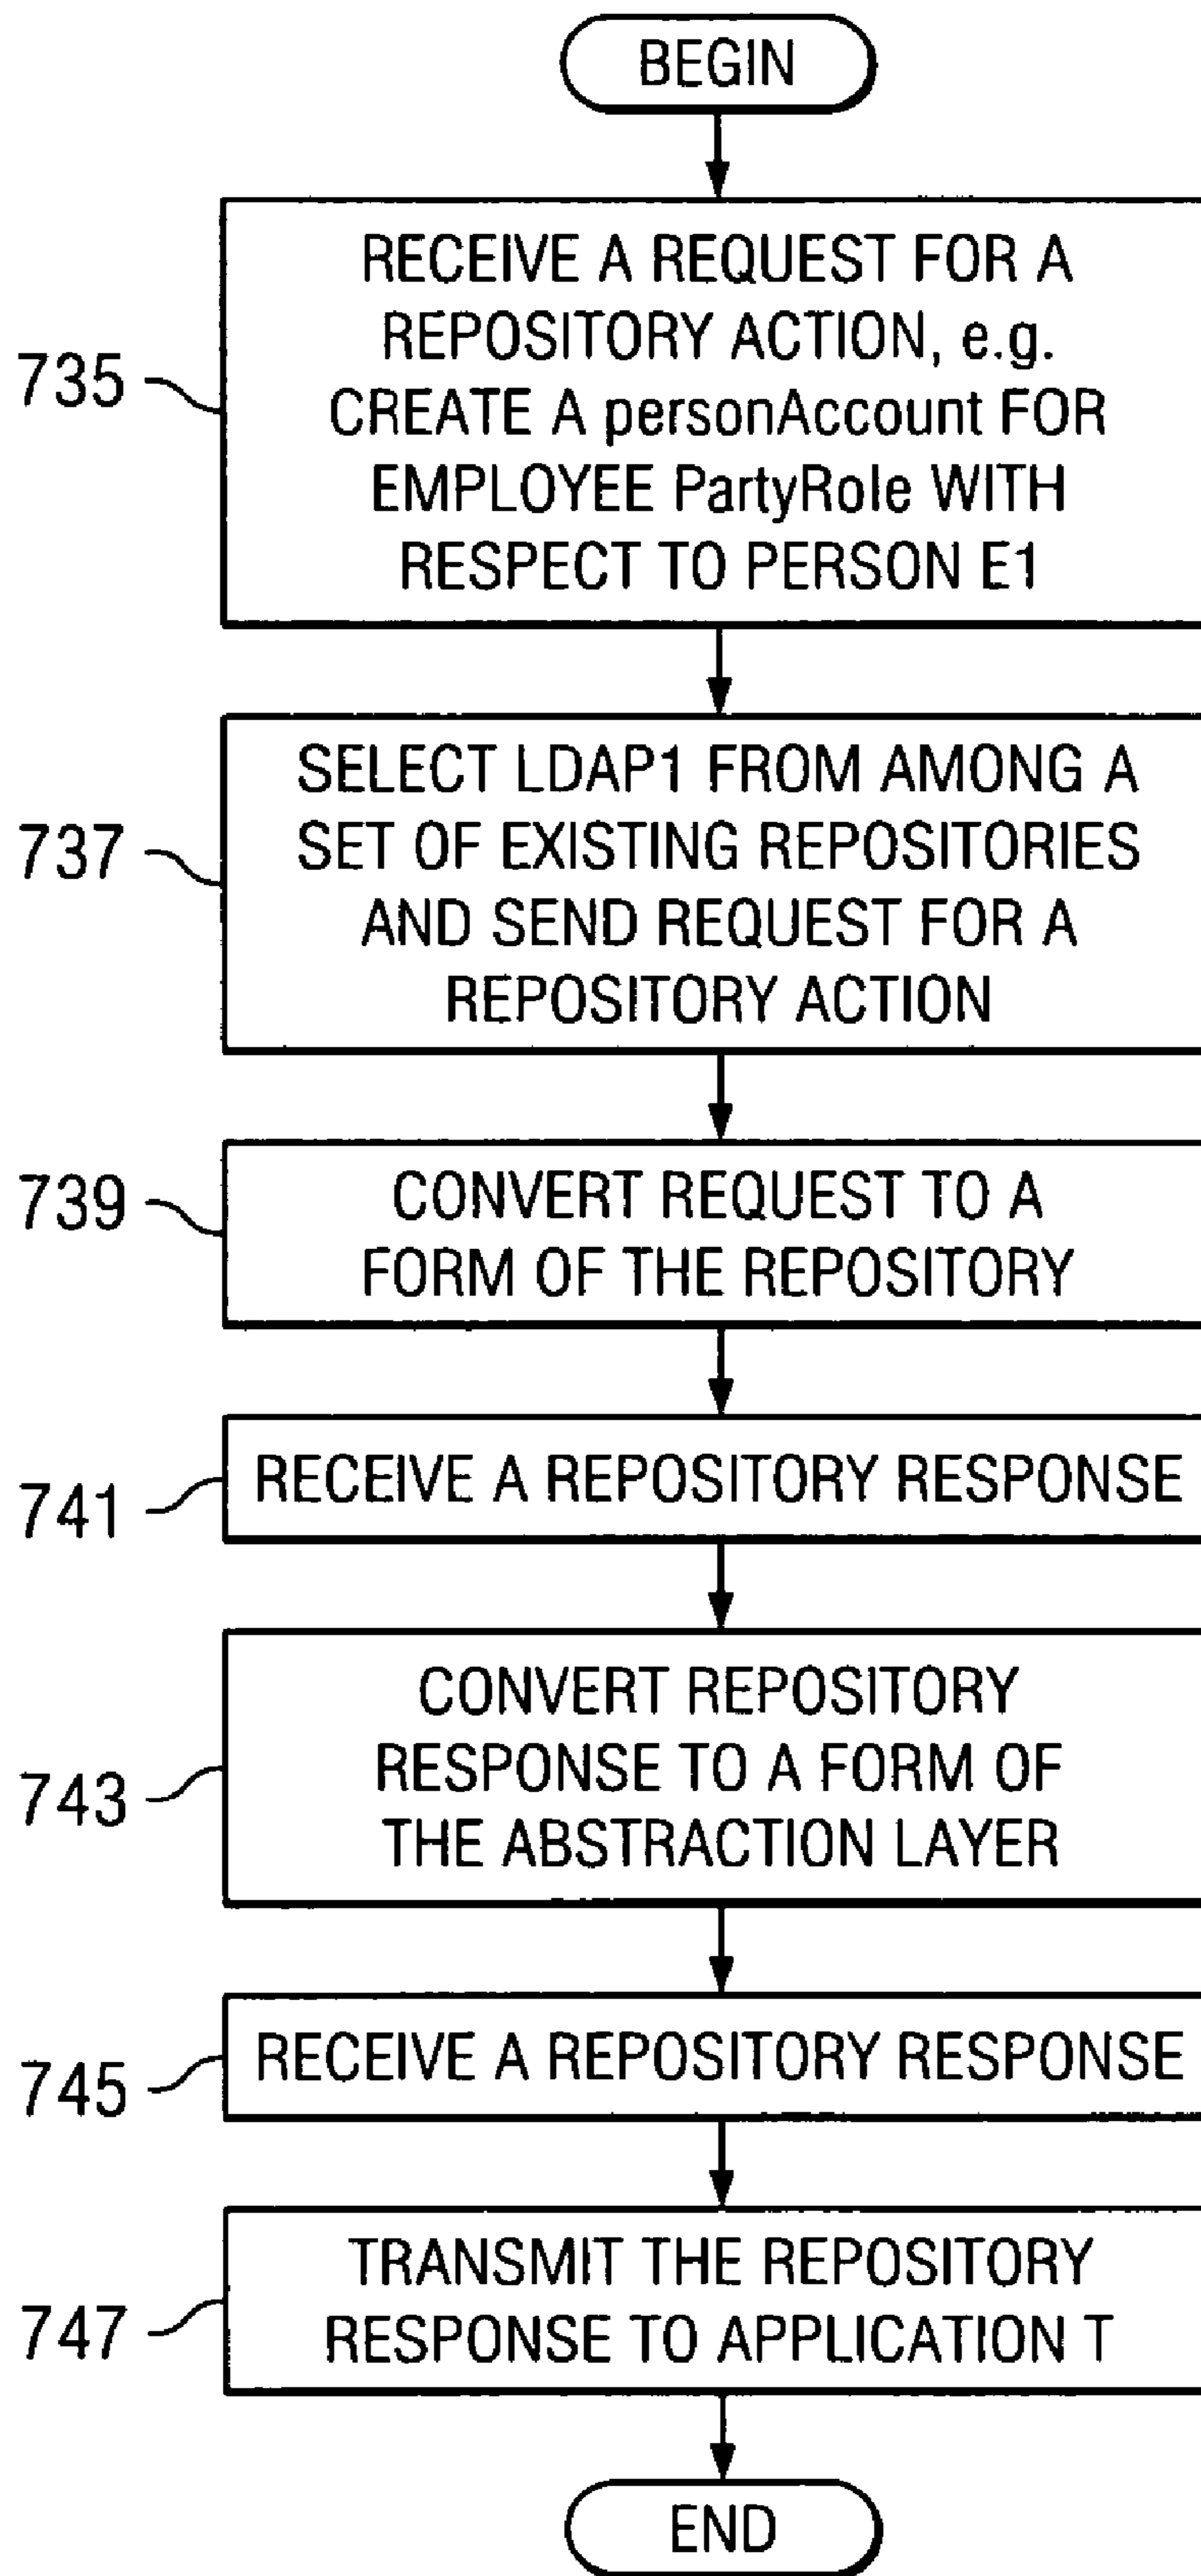 BEGIN
RECEIVE A REQUEST FOR A
REPOSITORY ACTION, e.g.
CREATE A personAccount FOR
EMPLOYEE PartyRole WITH
RESPECT TO PERSON E1
735
SELECT LDAP1 FROM AMONG A
SET OF EXISTING REPOSITORIES
AND SEND REQUEST FOR A
REPOSITORY ACTION
737
CONVERT REQUEST TO A
FORM OF THE REPOSITORY
739
RECEIVE A REPOSITORY RESPONSE
741
CONVERT REPOSITORY
RESPONSE TO A FORM OF
THE ABSTRACTION LAYER
743
RECEIVE A REPOSITORY RESPONSE
745
TRANSMIT THE REPOSITORY
RESPONSE TO APPLICATION T
747
END